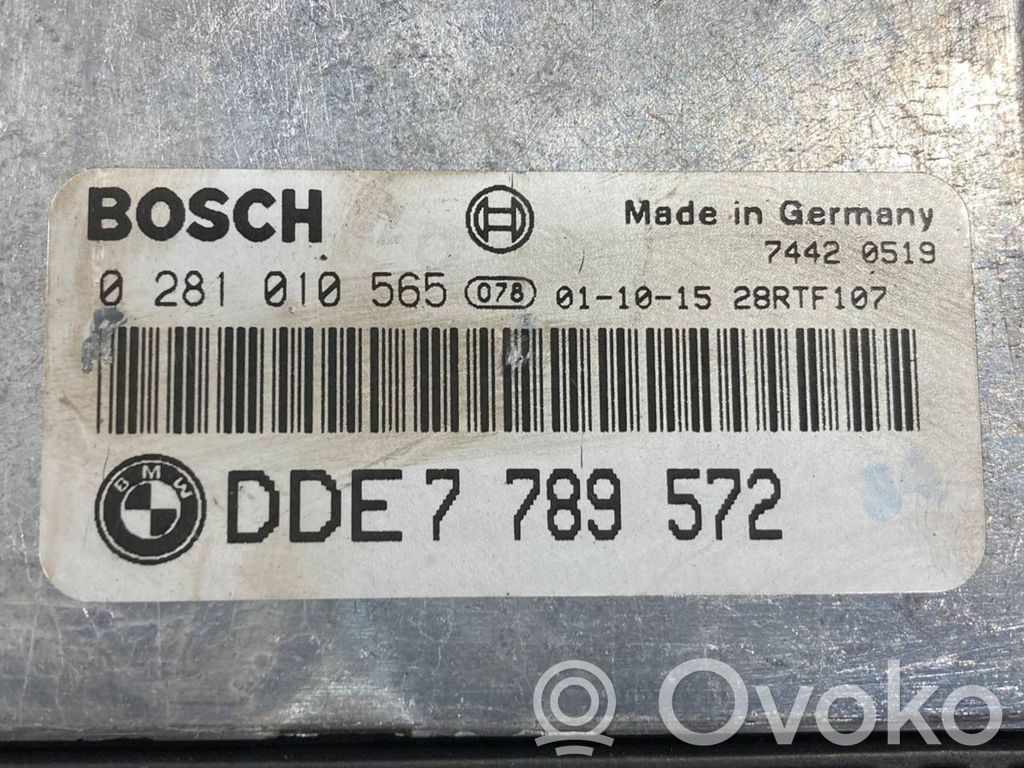 BOSCH
Made in Germany
7442 0519
0 281 010 565 078 01-10-15 28RTF107
BMW DDE7 789 572
Ovoko